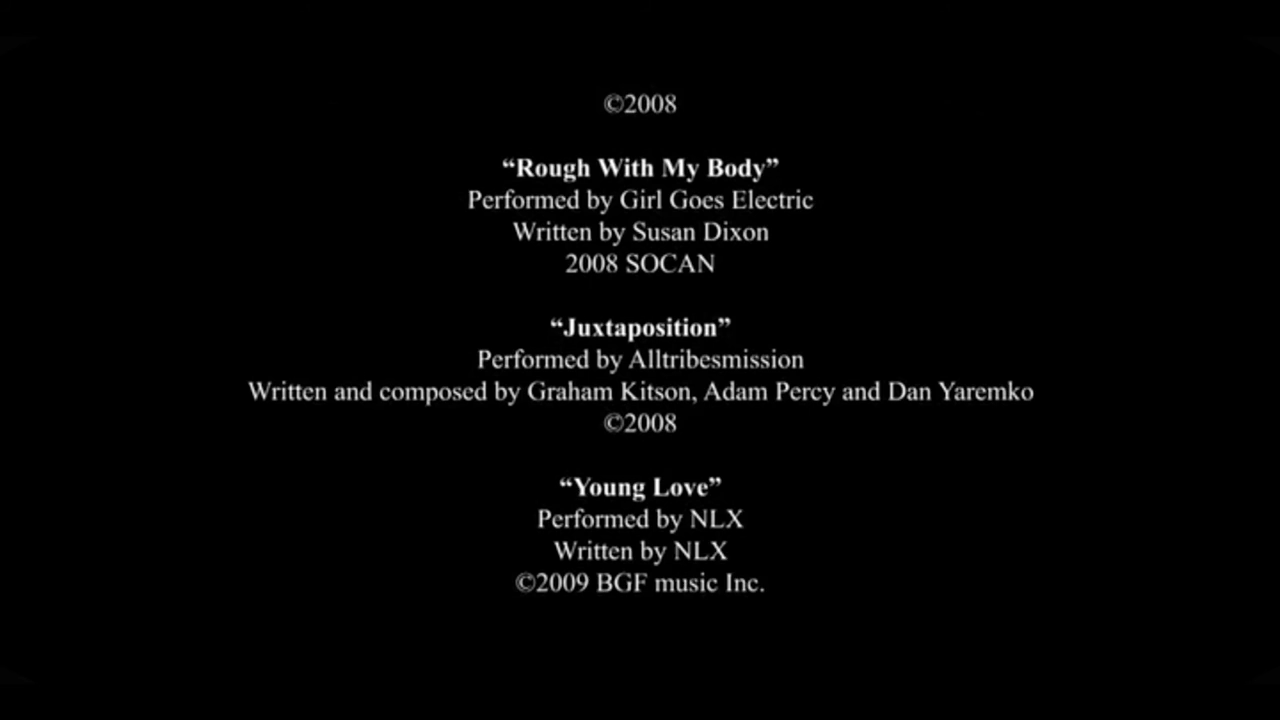 ©2008
“Rough With My Body”
Performed by Girl Goes Electric
Written by Susan Dixon
2008 SOCAN
“Juxtaposition”
Performed by Alltribesmission
Written and composed by Graham Kitson, Adam Percy and Dan Yaremko
©2008
“Young Love”
Performed by NLX
Written by NLX
©2009 BGF music Inc.